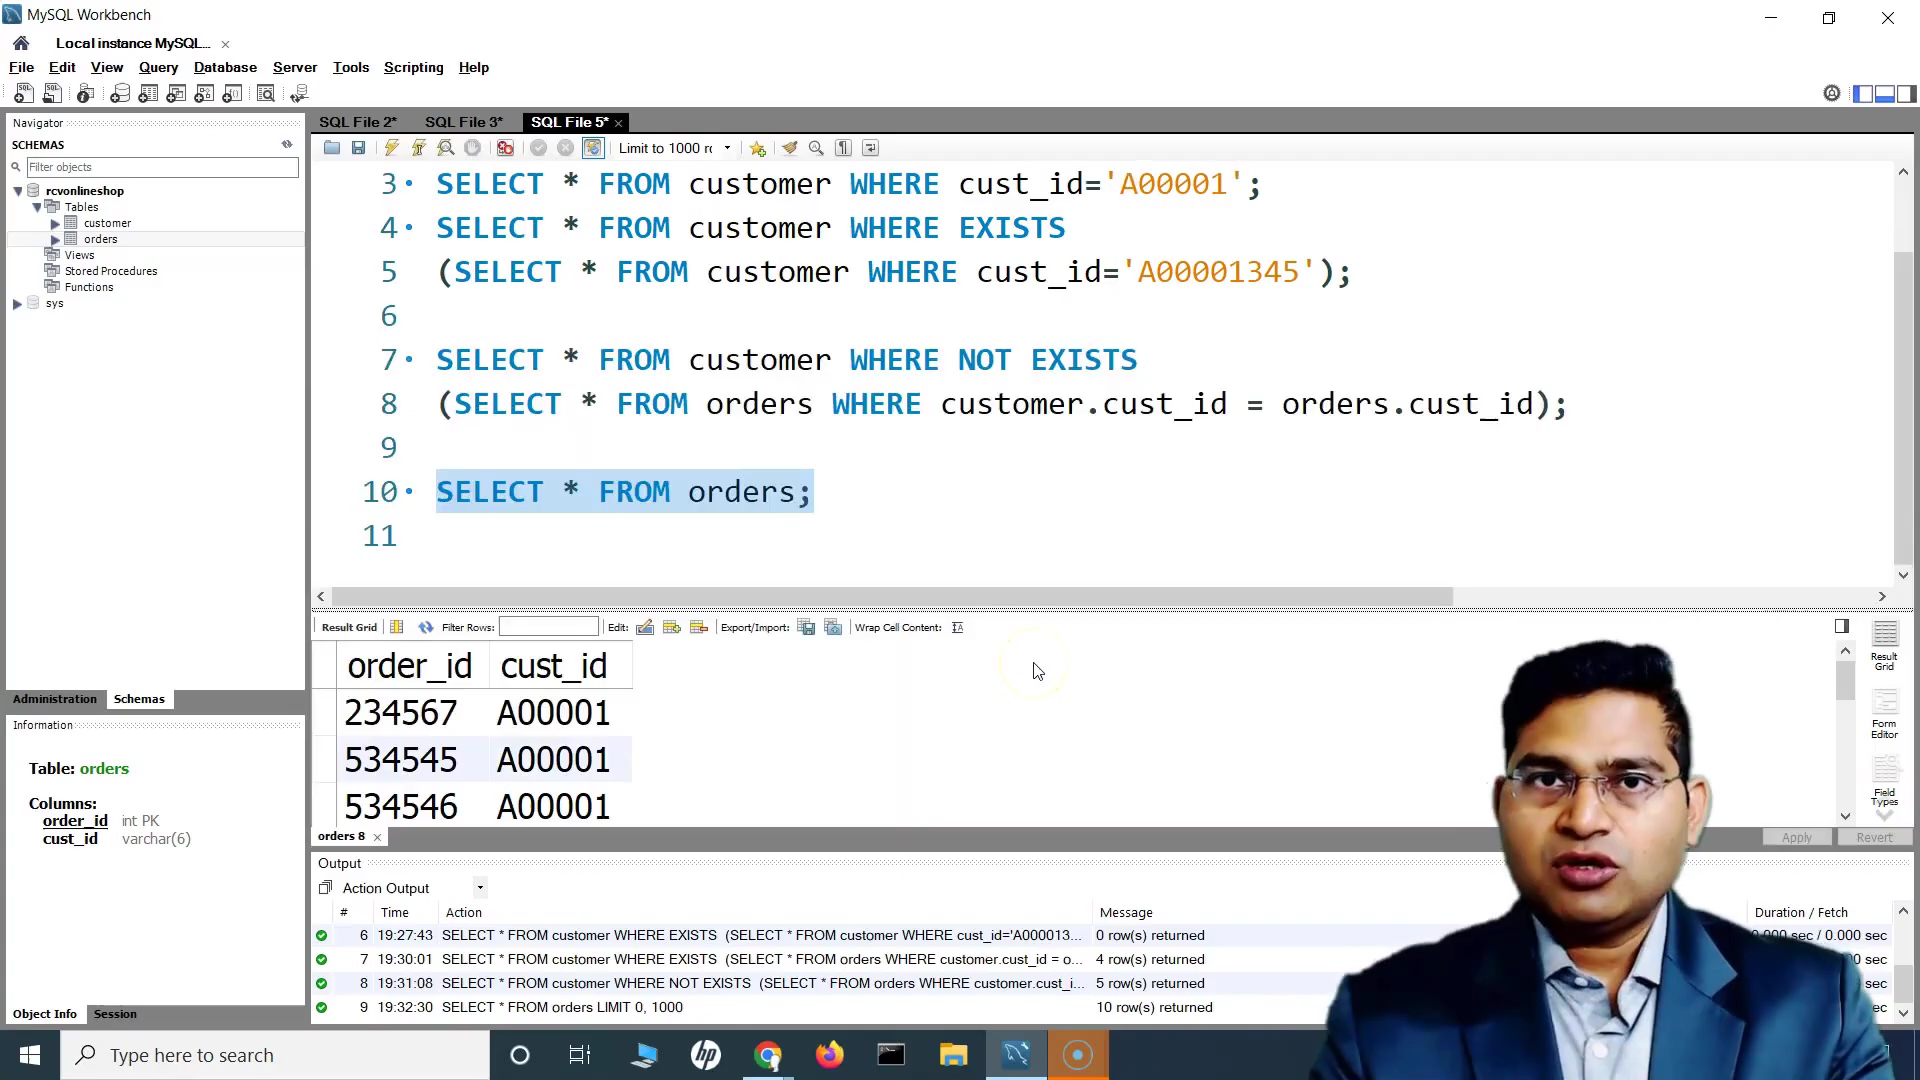 MySQL Workbench
Local instance MySQL... ×
File Edit View Query Database Server Tools Scripting Help
Navigator
SCHEMAS
Filter objects
rcvonlineshop
Tables
customer
orders
Views
Stored Procedures
Functions
sys
Administration Schemas
Information
Table: orders
Columns:
order_id int PK
cust_id varchar(6)
Object Info Session
SQL File 2* SQL File 3* SQL File 5* ×
Limit to 1000 rc
3 SELECT * FROM customer WHERE cust_id='A00001';
4 SELECT * FROM customer WHERE EXISTS
5 (SELECT * FROM customer WHERE cust_id='A00001345');
6
7 SELECT * FROM customer WHERE NOT EXISTS
8 (SELECT * FROM orders WHERE customer.cust_id = orders.cust_id);
9
10 SELECT * FROM orders;
11
Result Grid Filter Rows: Edit: Export/Import: Wrap Cell Content:
order_id cust_id
234567 A00001
534545 A00001
534546 A00001
Result Grid
Form Editor
Field Types
orders 8 ×
Apply Revert
Output
Action Output
# Time Action Message Duration / Fetch
6 19:27:43 SELECT * FROM customer WHERE EXISTS (SELECT * FROM customer WHERE cust_id='A000013... 0 row(s) returned 0.000 sec / 0.000 sec
7 19:30:01 SELECT * FROM customer WHERE EXISTS (SELECT * FROM orders WHERE customer.cust_id = o... 4 row(s) returned
8 19:31:08 SELECT * FROM customer WHERE NOT EXISTS (SELECT * FROM orders WHERE customer.cust_i... 5 row(s) returned
9 19:32:30 SELECT * FROM orders LIMIT 0, 1000 10 row(s) returned
Type here to search